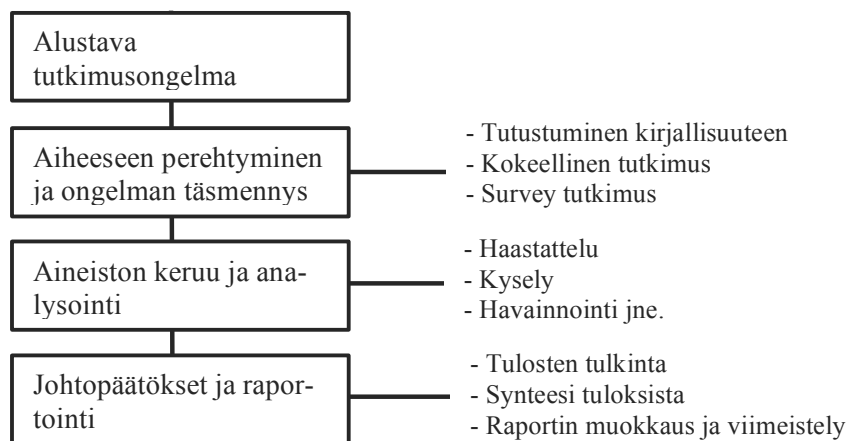 Alustava
tutkimusongelma
Aiheeseen perehtyminen
ja ongelman täsmennys
- Tutustuminen kirjallisuuteen
- Kokeellinen tutkimus
- Survey tutkimus
Aineiston keruu ja ana-
lysointi
- Haastattelu
- Kysely
- Havainnointi jne.
Johtopäätökset ja rapor-
tointi
- Tulosten tulkinta
- Synteesi tuloksista
- Raportin muokkaus ja viimeistely